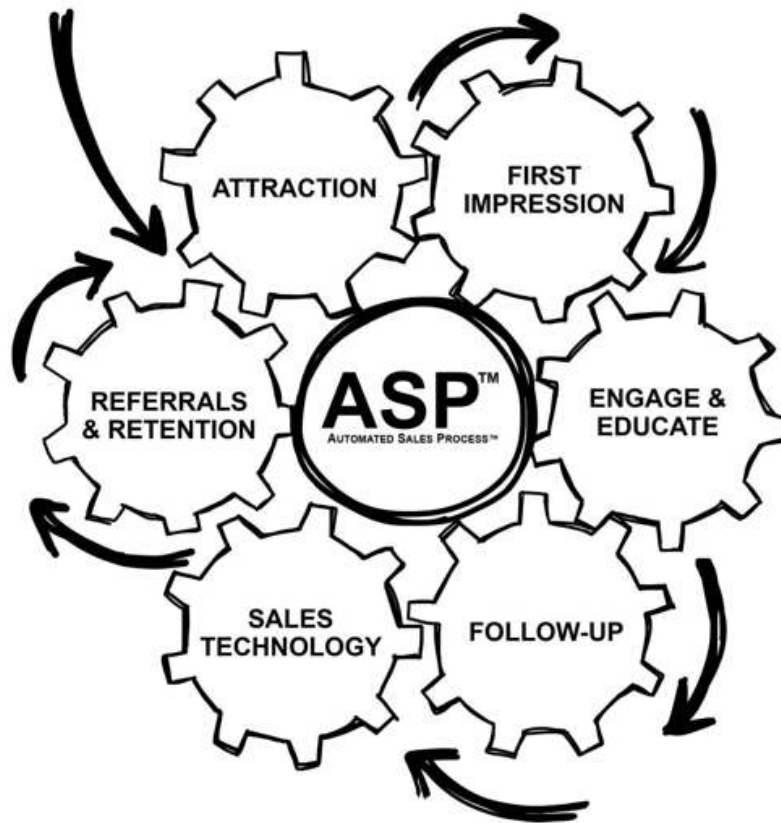 ATTRACTION
FIRST
IMPRESSION
ENGAGE &
EDUCATE
FOLLOW-UP
SALES
TECHNOLOGY
REFERRALS
& RETENTION
ASP™
AUTOMATED SALES PROCESS™